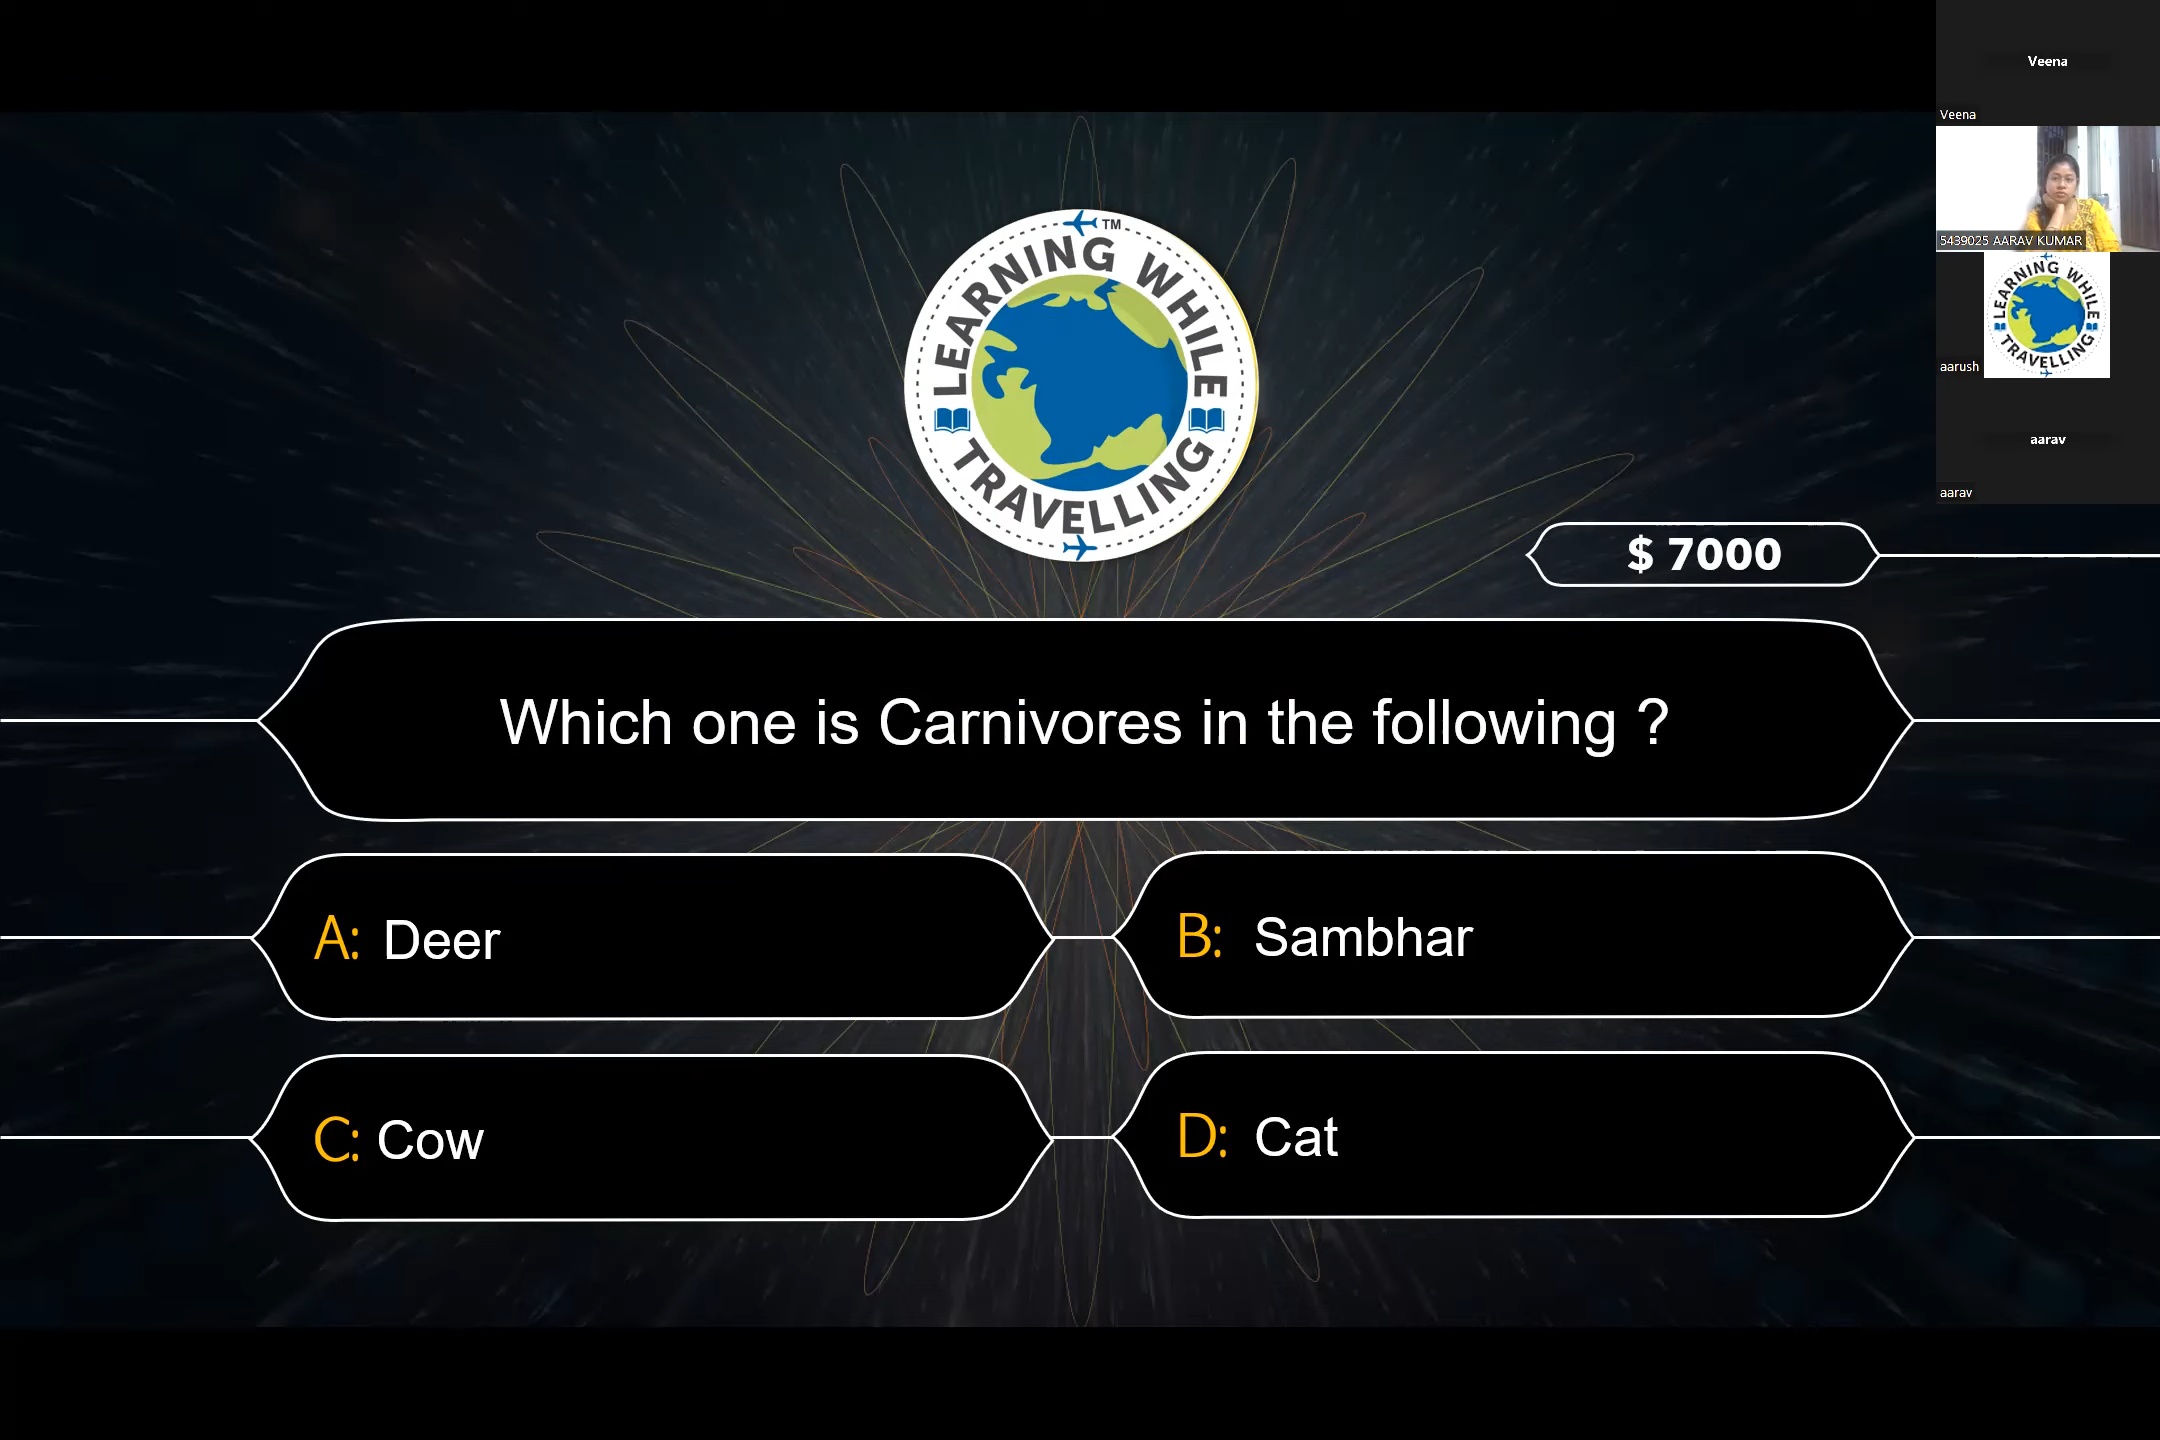 Veena
Veena
5439025 AARAV KUMAR
LEARNING WHILE
TRAVELLING
aarush
aarav
aarav
TM
LEARNING WHILE
TRAVELLING
$ 7000
Which one is Carnivores in the following ?
A: Deer
B: Sambhar
C: Cow
D: Cat